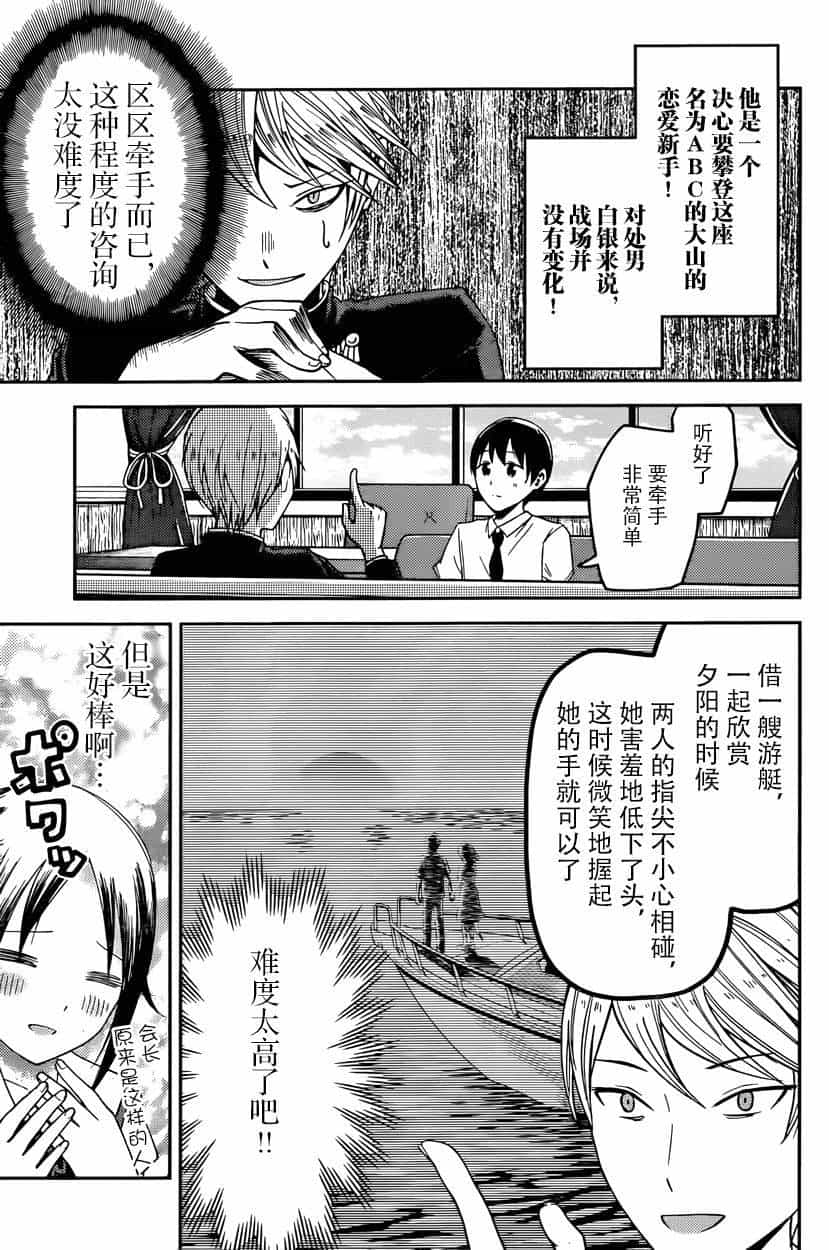 他是一个
决心要攀登这座
名为ABC的大山的
恋爱新手！
对处男
白银来说，
战场并
没有变化！
区区牵手而已，
这种程度的咨询
太没难度了
听好了
要牵手
非常简单
借一艘游艇，
一起欣赏
夕阳的时候
两人的指尖不小心相碰，
她害羞地低下了头，
这时候微笑地握起
她的手就可以了
难度太高了吧!!
但是
这好棒啊…
ポワッ
会长
原来是这样的人